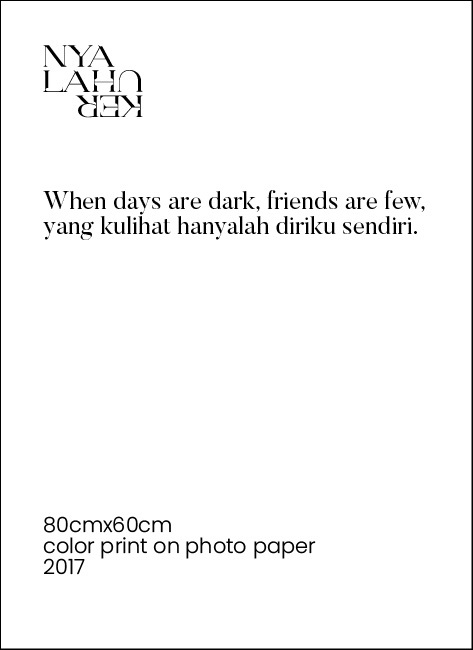 NYA
LAHU
KER
When days are dark, friends are few,
yang kulihat hanyalah diriku sendiri.
80cmx60cm
color print on photo paper
2017